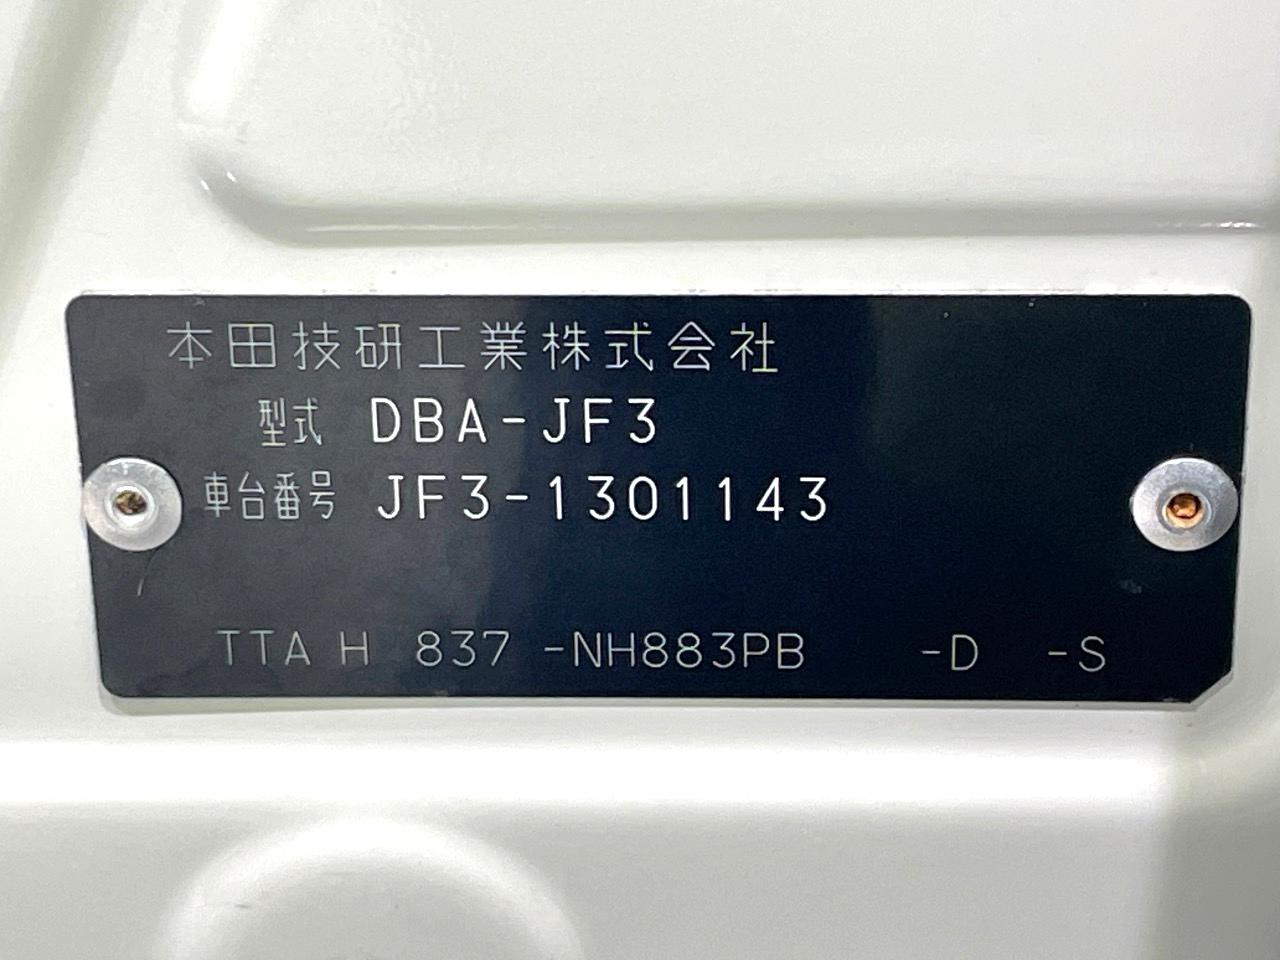 本田技研工業株式会社
型式 DBA-JF3
車台番号 JF3-1301143
TTA H 837 -NH883PB -D -S